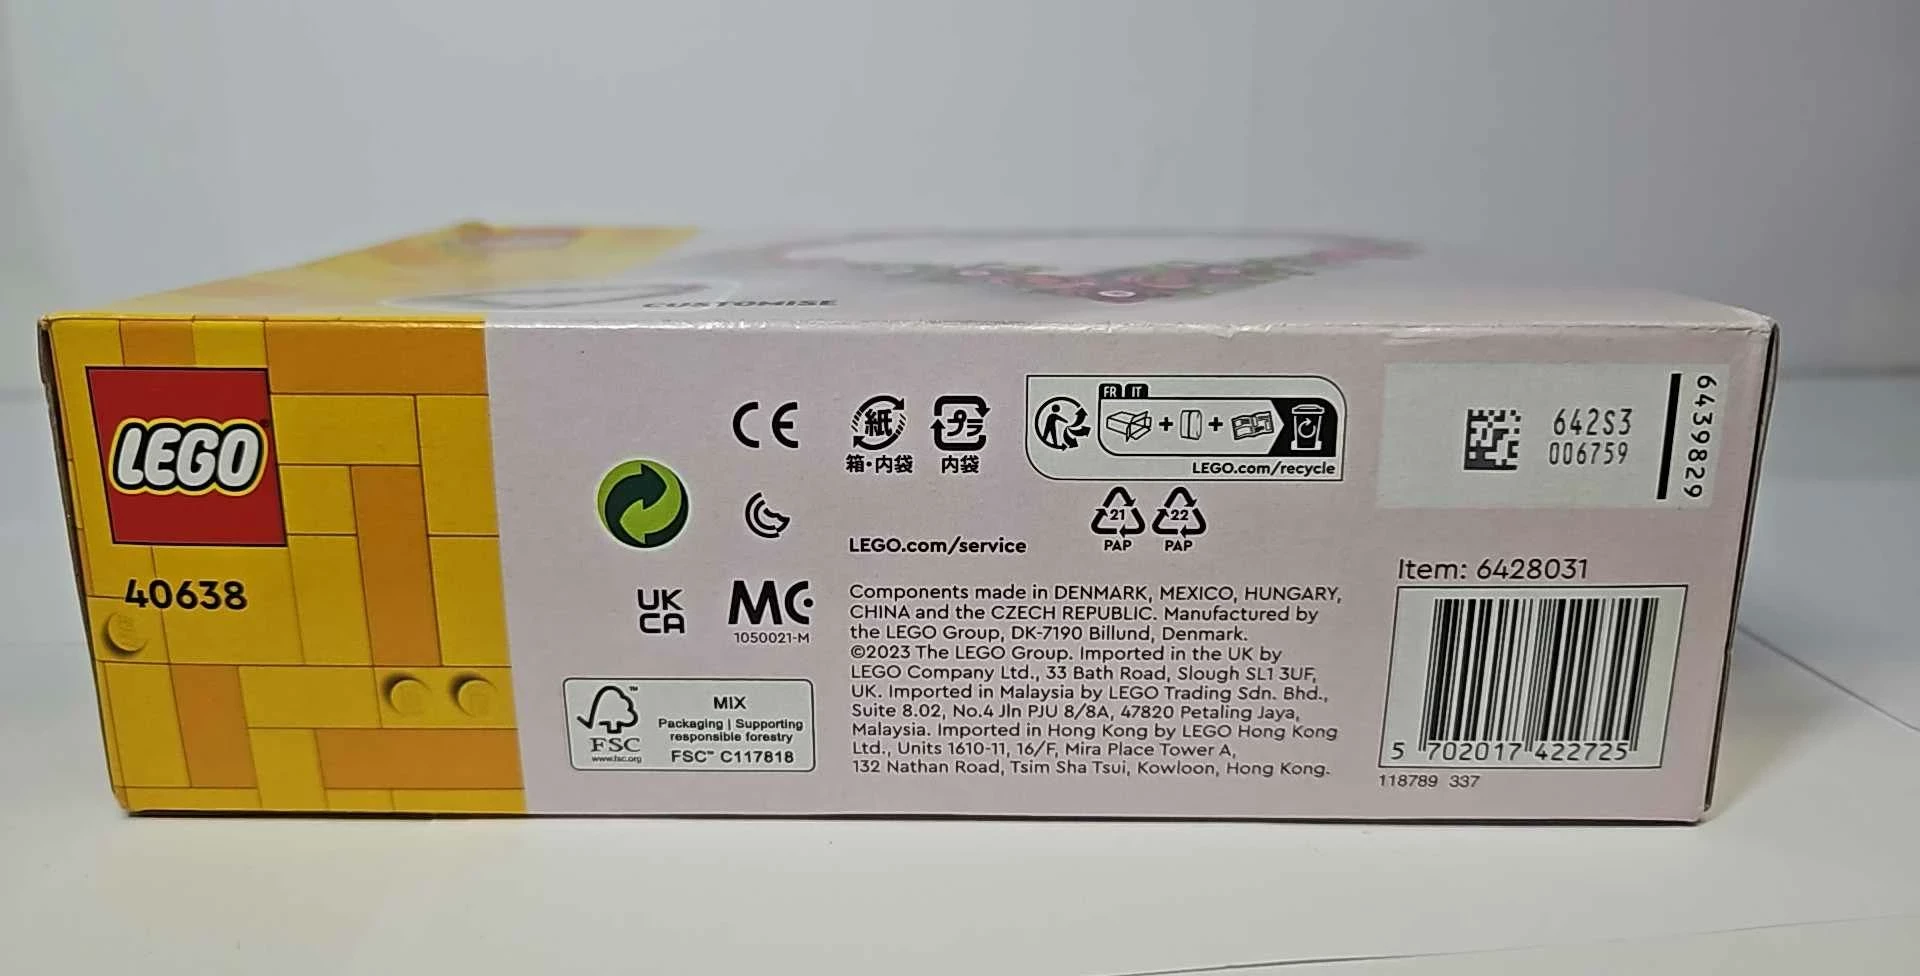 CUSTOMISE
LEGO
40638
CE
紙
箱・内袋
プラ
内袋
FR IT
LEGO.com/recycle
21
PAP
22
PAP
LEGO.com/service
UK
CA
MC
1050021-M
FSC
www.fsc.org
MIX
Packaging | Supporting
responsible forestry
FSC™ C117818
Components made in DENMARK, MEXICO, HUNGARY,
CHINA and the CZECH REPUBLIC. Manufactured by
the LEGO Group, DK-7190 Billund, Denmark.
©2023 The LEGO Group. Imported in the UK by
LEGO Company Ltd., 33 Bath Road, Slough SL1 3UF,
UK. Imported in Malaysia by LEGO Trading Sdn. Bhd.,
Suite 8.02, No.4 Jln PJU 8/8A, 47820 Petaling Jaya,
Malaysia. Imported in Hong Kong by LEGO Hong Kong
Ltd., Units 1610-11, 16/F, Mira Place Tower A,
132 Nathan Road, Tsim Sha Tsui, Kowloon, Hong Kong.
642S3
006759
6439829
Item: 6428031
5 702017 422725
118789 337